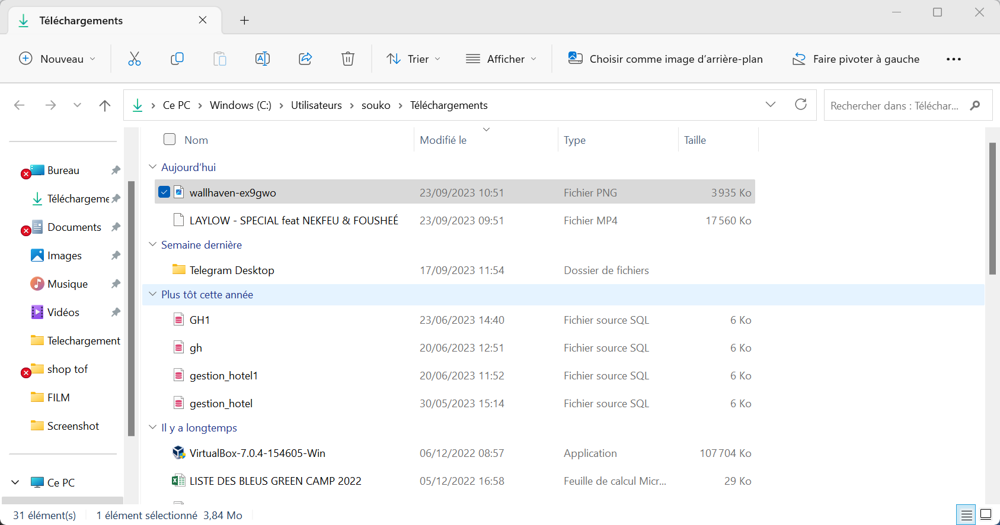 Téléchargements
Nouveau
Trier
Afficher
Choisir comme image d’arrière-plan
Faire pivoter à gauche
Ce PC > Windows (C:) > Utilisateurs > souko > Téléchargements
Rechercher dans : Téléchar...
Nom Modifié le Type Taille
Aujourd’hui
wallhaven-ex9gwo 23/09/2023 10:51 Fichier PNG 3 935 Ko
LAYLOW - SPECIAL feat NEKFEU & FOUSHEÉ 23/09/2023 09:51 Fichier MP4 17 560 Ko
Semaine dernière
Telegram Desktop 17/09/2023 11:54 Dossier de fichiers
Plus tôt cette année
GH1 23/06/2023 14:40 Fichier source SQL 6 Ko
gh 20/06/2023 12:51 Fichier source SQL 6 Ko
gestion_hotel1 20/06/2023 11:52 Fichier source SQL 6 Ko
gestion_hotel 30/05/2023 15:14 Fichier source SQL 6 Ko
Il y a longtemps
VirtualBox-7.0.4-154605-Win 06/12/2022 08:57 Application 107 704 Ko
LISTE DES BLEUS GREEN CAMP 2022 05/12/2022 16:58 Feuille de calcul Micr... 29 Ko
Bureau
Téléchargeme
Documents
Images
Musique
Vidéos
Telechargement
shop tof
FILM
Screenshot
Ce PC
31 élément(s) 1 élément sélectionné 3,84 Mo